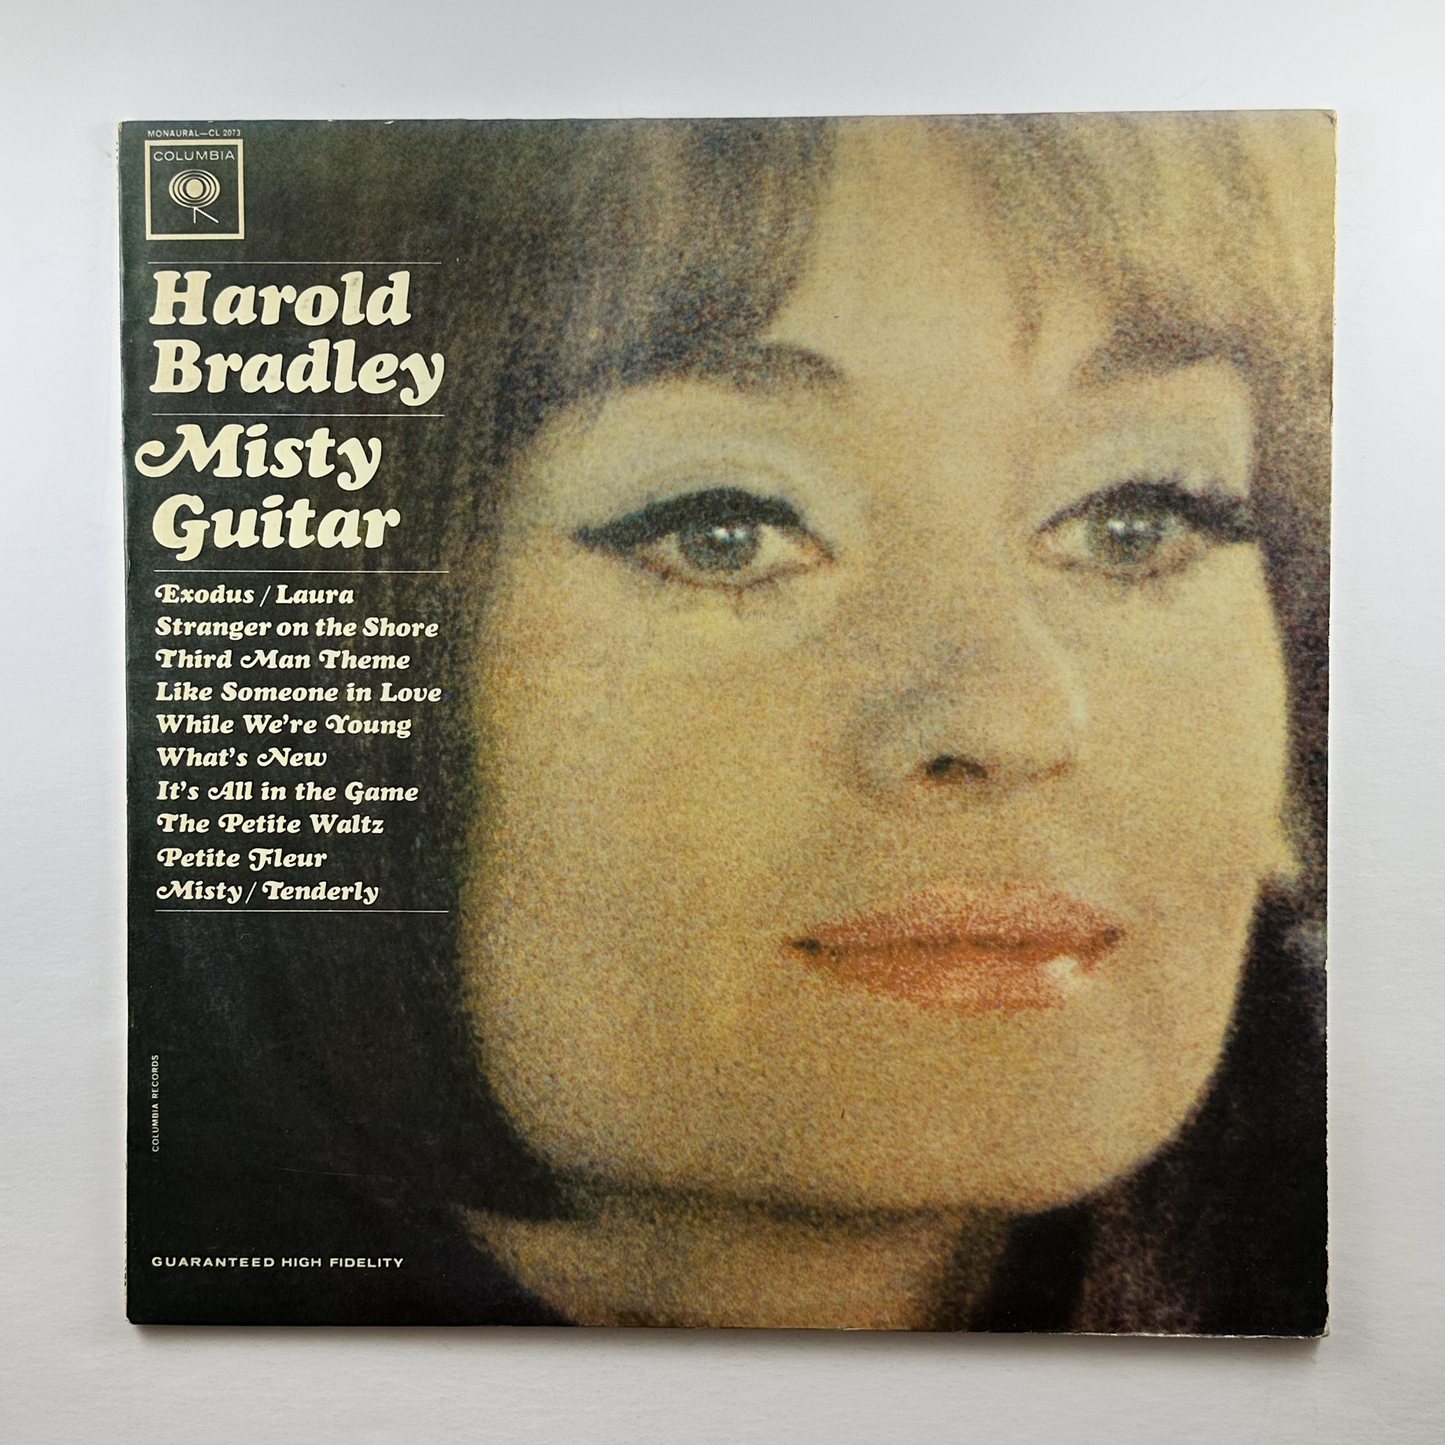 MONAURAL—CL 2073
COLUMBIA
Harold
Bradley
Misty
Guitar
Exodus / Laura
Stranger on the Shore
Third Man Theme
Like Someone in Love
While We're Young
What's New
It's All in the Game
The Petite Waltz
Petite Fleur
Misty / Tenderly
COLUMBIA RECORDS
GUARANTEED HIGH FIDELITY